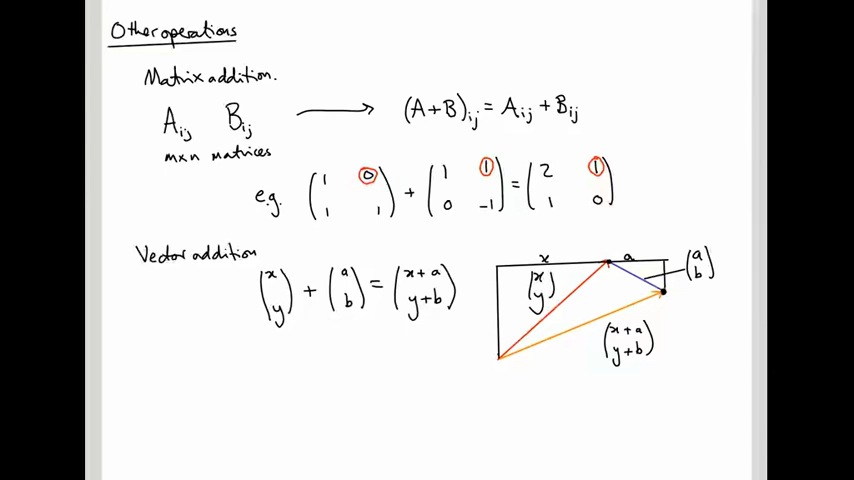 Other operations
Matrix addition.
A_ij B_ij ⟶ (A+B)_ij = A_ij + B_ij
m×n matrices
e.g. (1 0; 1 1) + (1 1; 0 -1) = (2 1; 1 0)
Vector addition
(x; y) + (a; b) = (x+a; y+b)
x a
(x; y)
(a; b)
(x+a; y+b)